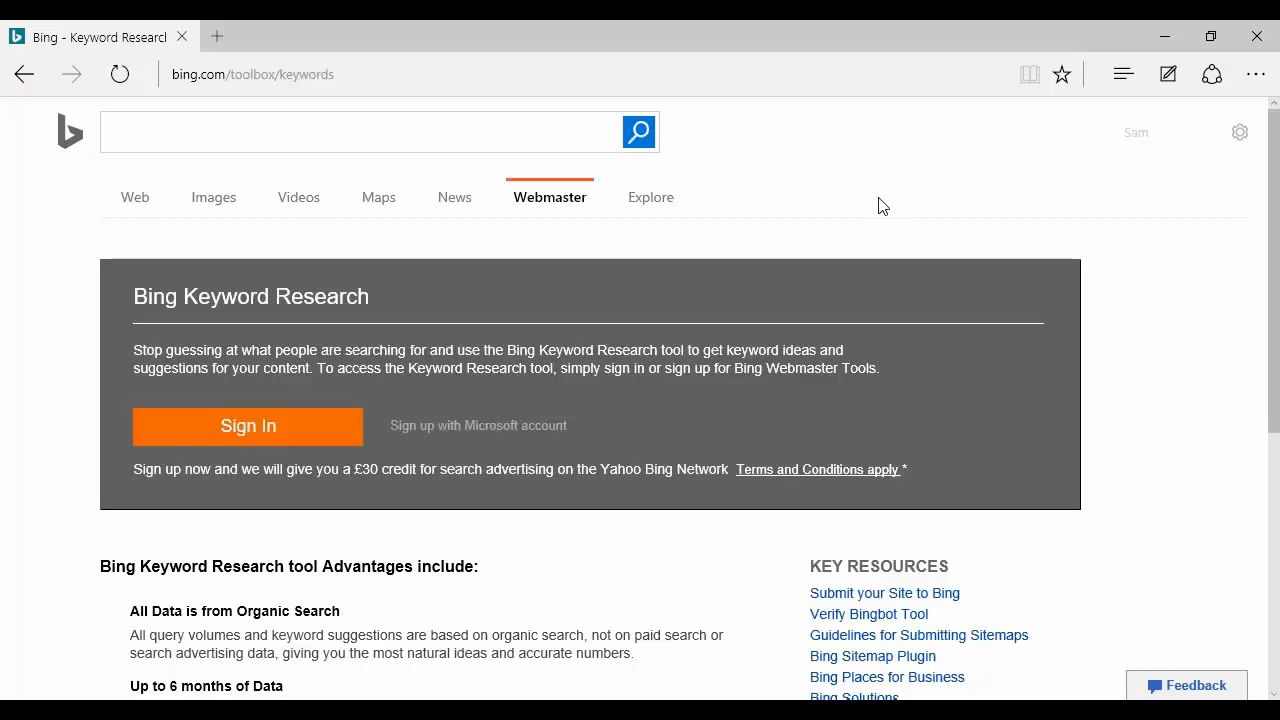 Bing - Keyword Research
bing.com/toolbox/keywords
Sam
Web Images Videos Maps News Webmaster Explore
Bing Keyword Research
Stop guessing at what people are searching for and use the Bing Keyword Research tool to get keyword ideas and
suggestions for your content. To access the Keyword Research tool, simply sign in or sign up for Bing Webmaster Tools.
Sign In Sign up with Microsoft account
Sign up now and we will give you a £30 credit for search advertising on the Yahoo Bing Network Terms and Conditions apply *
Bing Keyword Research tool Advantages include:
All Data is from Organic Search
All query volumes and keyword suggestions are based on organic search, not on paid search or
search advertising data, giving you the most natural ideas and accurate numbers.
Up to 6 months of Data
KEY RESOURCES
Submit your Site to Bing
Verify Bingbot Tool
Guidelines for Submitting Sitemaps
Bing Sitemap Plugin
Bing Places for Business
Bing Solutions
Feedback